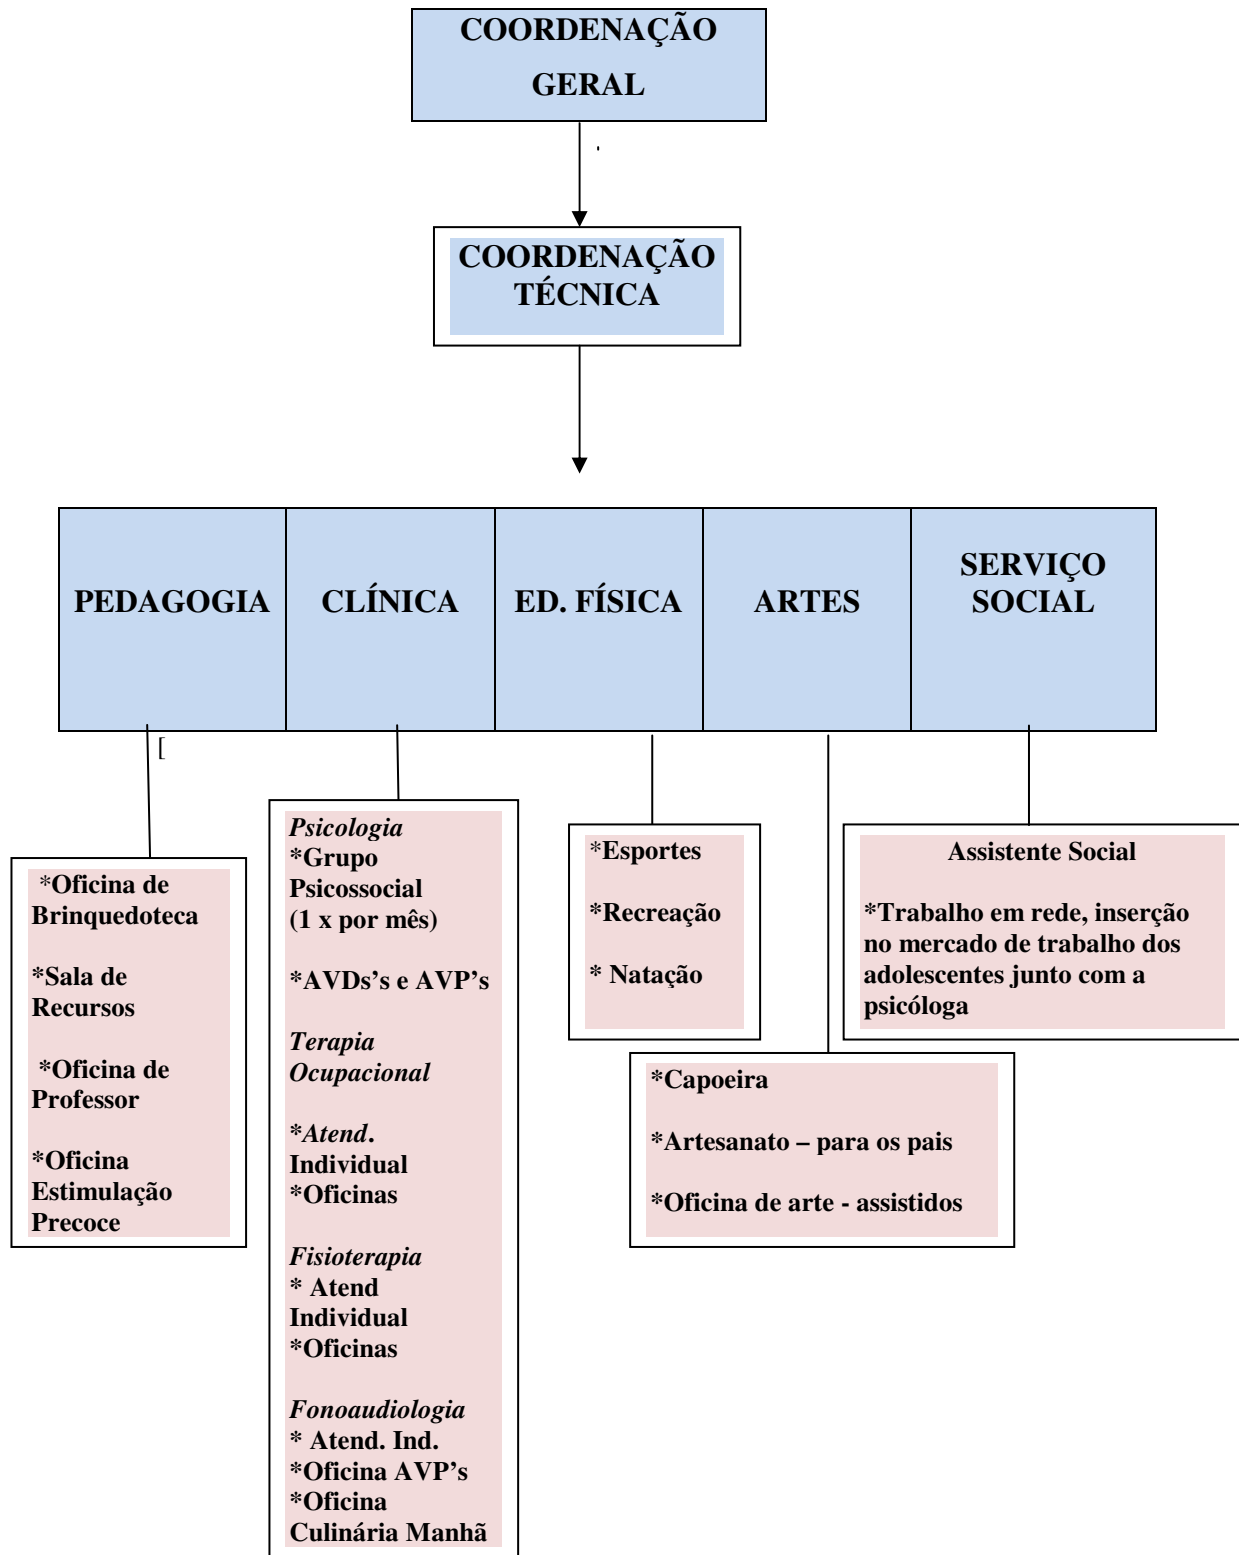 COORDENAÇÃO
GERAL
COORDENAÇÃO
TÉCNICA
PEDAGOGIA
CLÍNICA
ED. FÍSICA
ARTES
SERVIÇO
SOCIAL
[
*Oficina de
Brinquedoteca
*Sala de
Recursos
*Oficina de
Professor
*Oficina
Estimulação
Precoce
Psicologia
*Grupo
Psicossocial
(1 x por mês)
*AVDs's e AVP's
Terapia
Ocupacional
*Atend.
Individual
*Oficinas
Fisioterapia
* Atend
Individual
*Oficinas
Fonoaudiologia
* Atend. Ind.
*Oficina AVP's
*Oficina
Culinária Manhã
*Esportes
*Recreação
* Natação
*Capoeira
*Artesanato – para os pais
*Oficina de arte - assistidos
Assistente Social
*Trabalho em rede, inserção
no mercado de trabalho dos
adolescentes junto com a
psicóloga